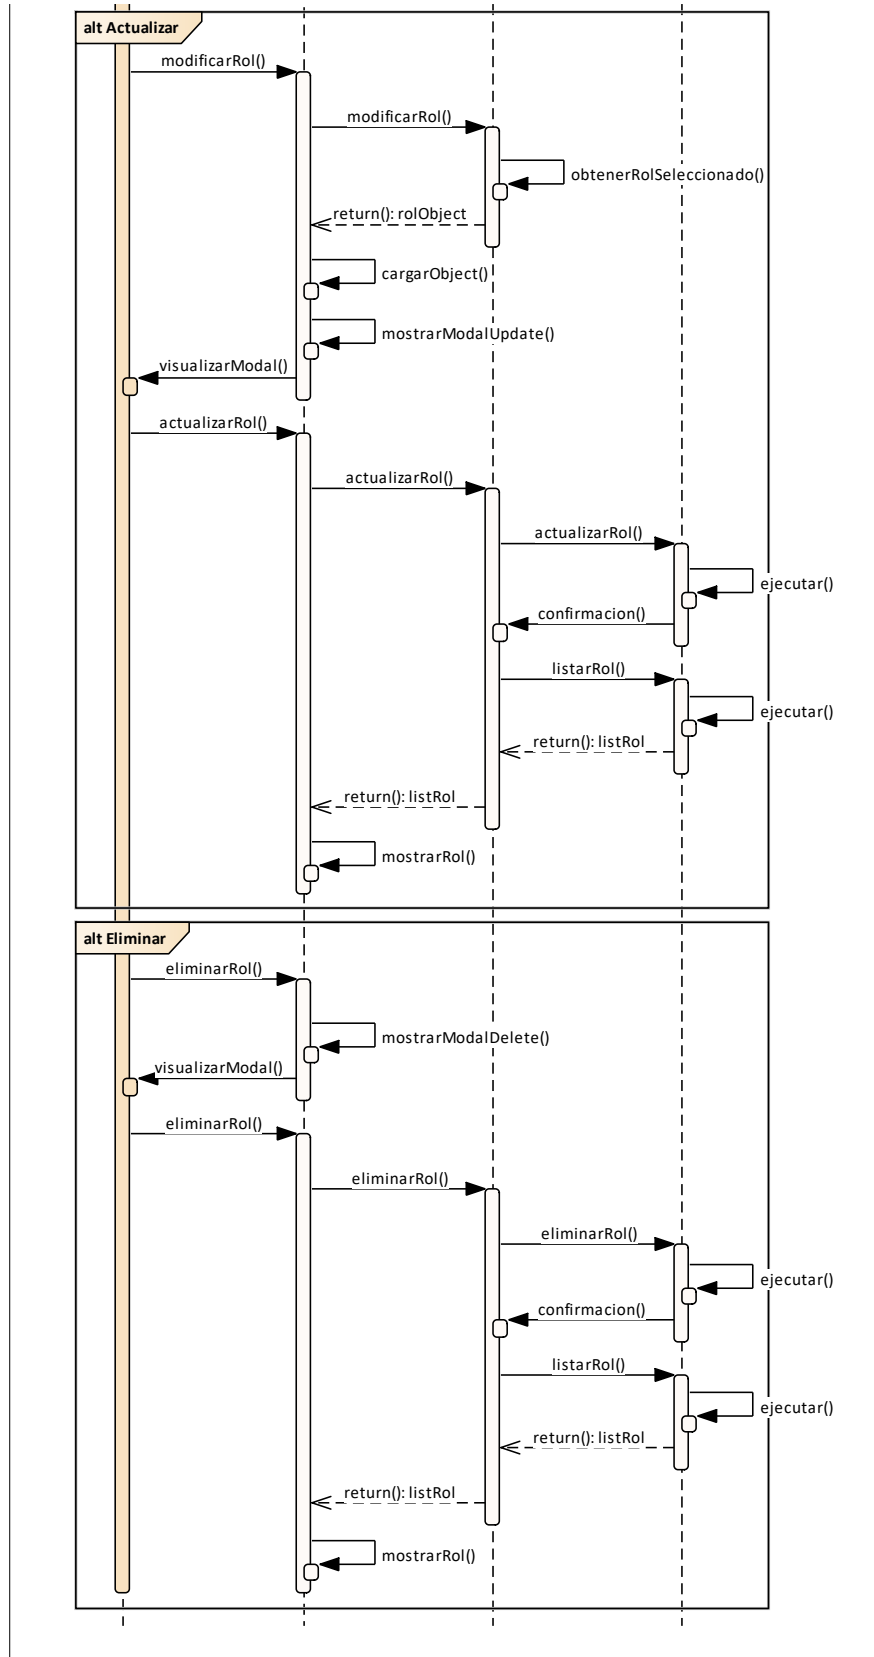 alt Actualizar
modificarRol()
modificarRol()
obtenerRolSeleccionado()
return(): rolObject
cargarObject()
mostrarModalUpdate()
visualizarModal()
actualizarRol()
actualizarRol()
actualizarRol()
ejecutar()
confirmacion()
listarRol()
ejecutar()
return(): listRol
return(): listRol
mostrarRol()
alt Eliminar
eliminarRol()
mostrarModalDelete()
visualizarModal()
eliminarRol()
eliminarRol()
eliminarRol()
ejecutar()
confirmacion()
listarRol()
ejecutar()
return(): listRol
return(): listRol
mostrarRol()